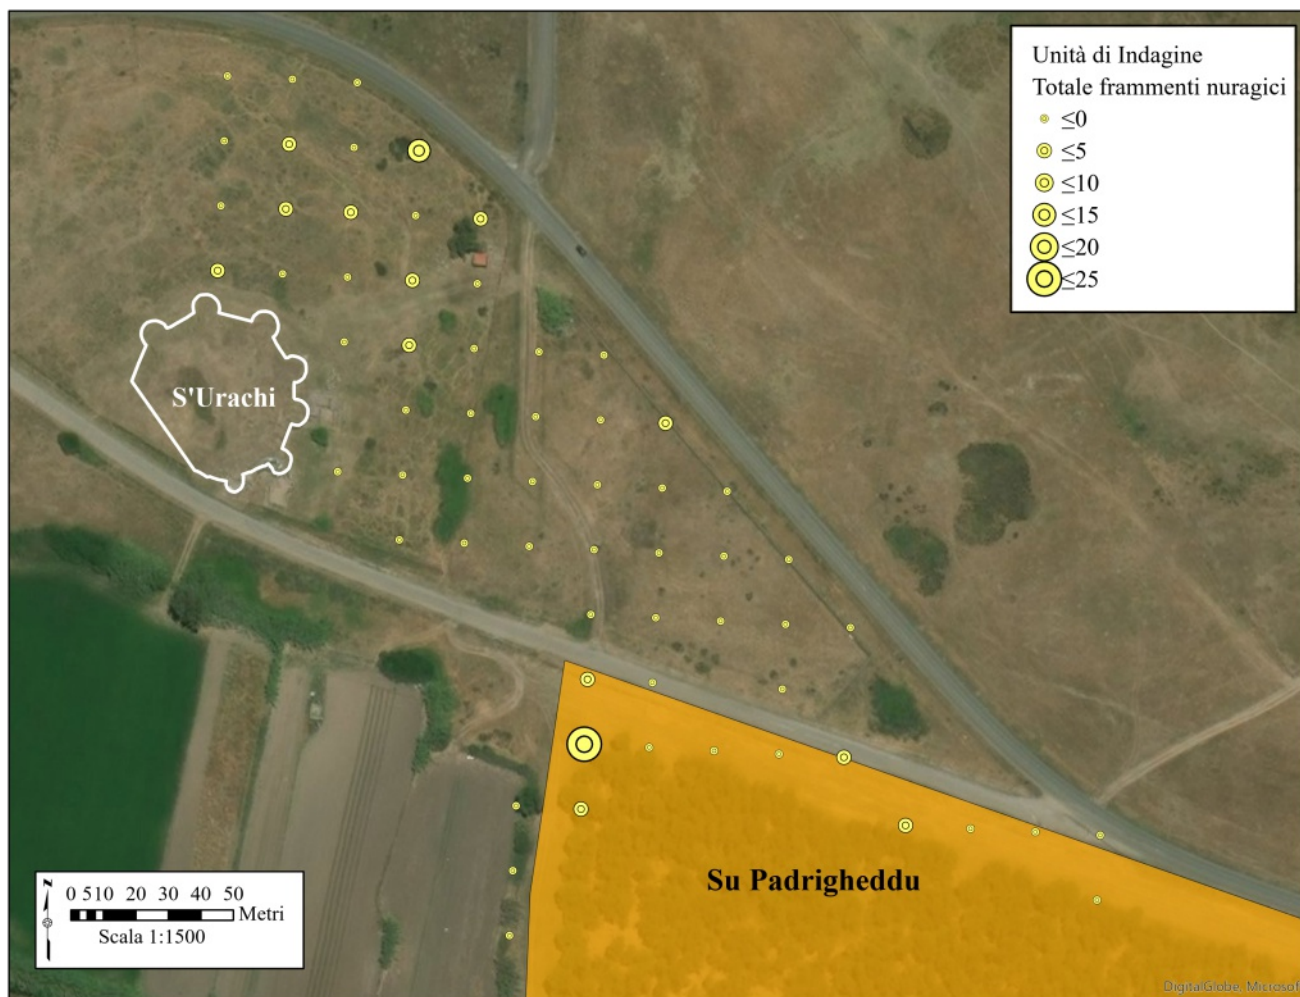 Unità di Indagine
Totale frammenti nuragici
≤0
≤5
≤10
≤15
≤20
≤25
S'Urachi
Su Padrigheddu
N
0 510 20 30 40 50
Metri
Scala 1:1500
DigitalGlobe, Microsoft